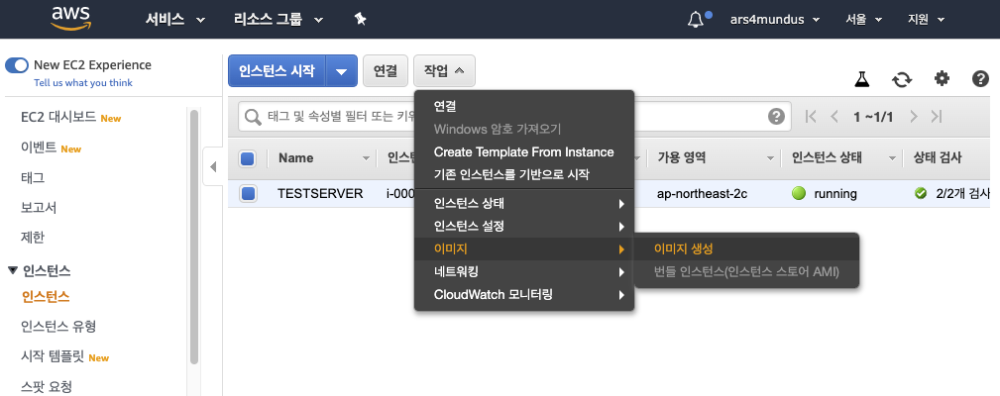 aws
서비스 리소스 그룹 ars4mundus 서울 지원
New EC2 Experience
Tell us what you think
EC2 대시보드 New
이벤트 New
태그
보고서
제한
인스턴스
인스턴스
인스턴스 유형
시작 템플릿 New
스팟 요청
인스턴스 시작 연결 작업
태그 및 속성별 필터 또는 키워
1 ~1/1
Name 인스턴 가용 영역 인스턴스 상태 상태 검사
TESTSERVER i-000 ap-northeast-2c running 2/2개 검사
연결
Windows 암호 가져오기
Create Template From Instance
기존 인스턴스를 기반으로 시작
인스턴스 상태
인스턴스 설정
이미지
네트워킹
CloudWatch 모니터링
이미지 생성
번들 인스턴스(인스턴스 스토어 AMI)